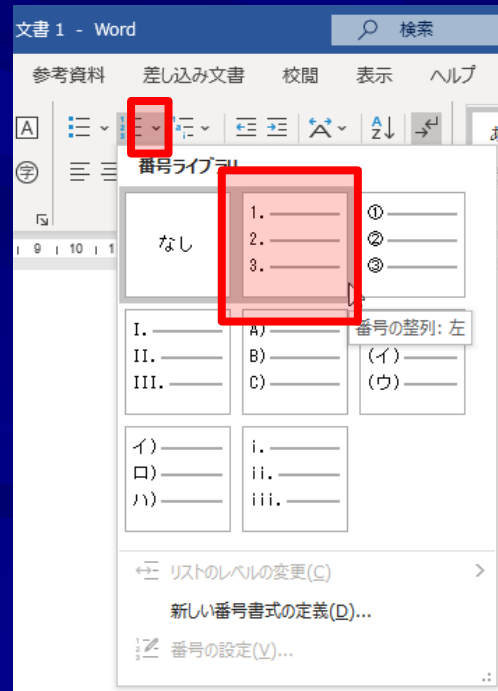 文書 1 - Word
検索
参考資料 差し込み文書 校閲 表示 ヘルプ
A
字
A
Z
9 10 1
番号ライブラリ
なし
1.
2.
3.
①
②
③
I.
II.
III.
A)
B)
C)
番号の整列: 左
(イ)
(ウ)
イ)
ロ)
ハ)
i.
ii.
iii.
リストのレベルの変更(C)
新しい番号書式の定義(D)...
番号の設定(V)...